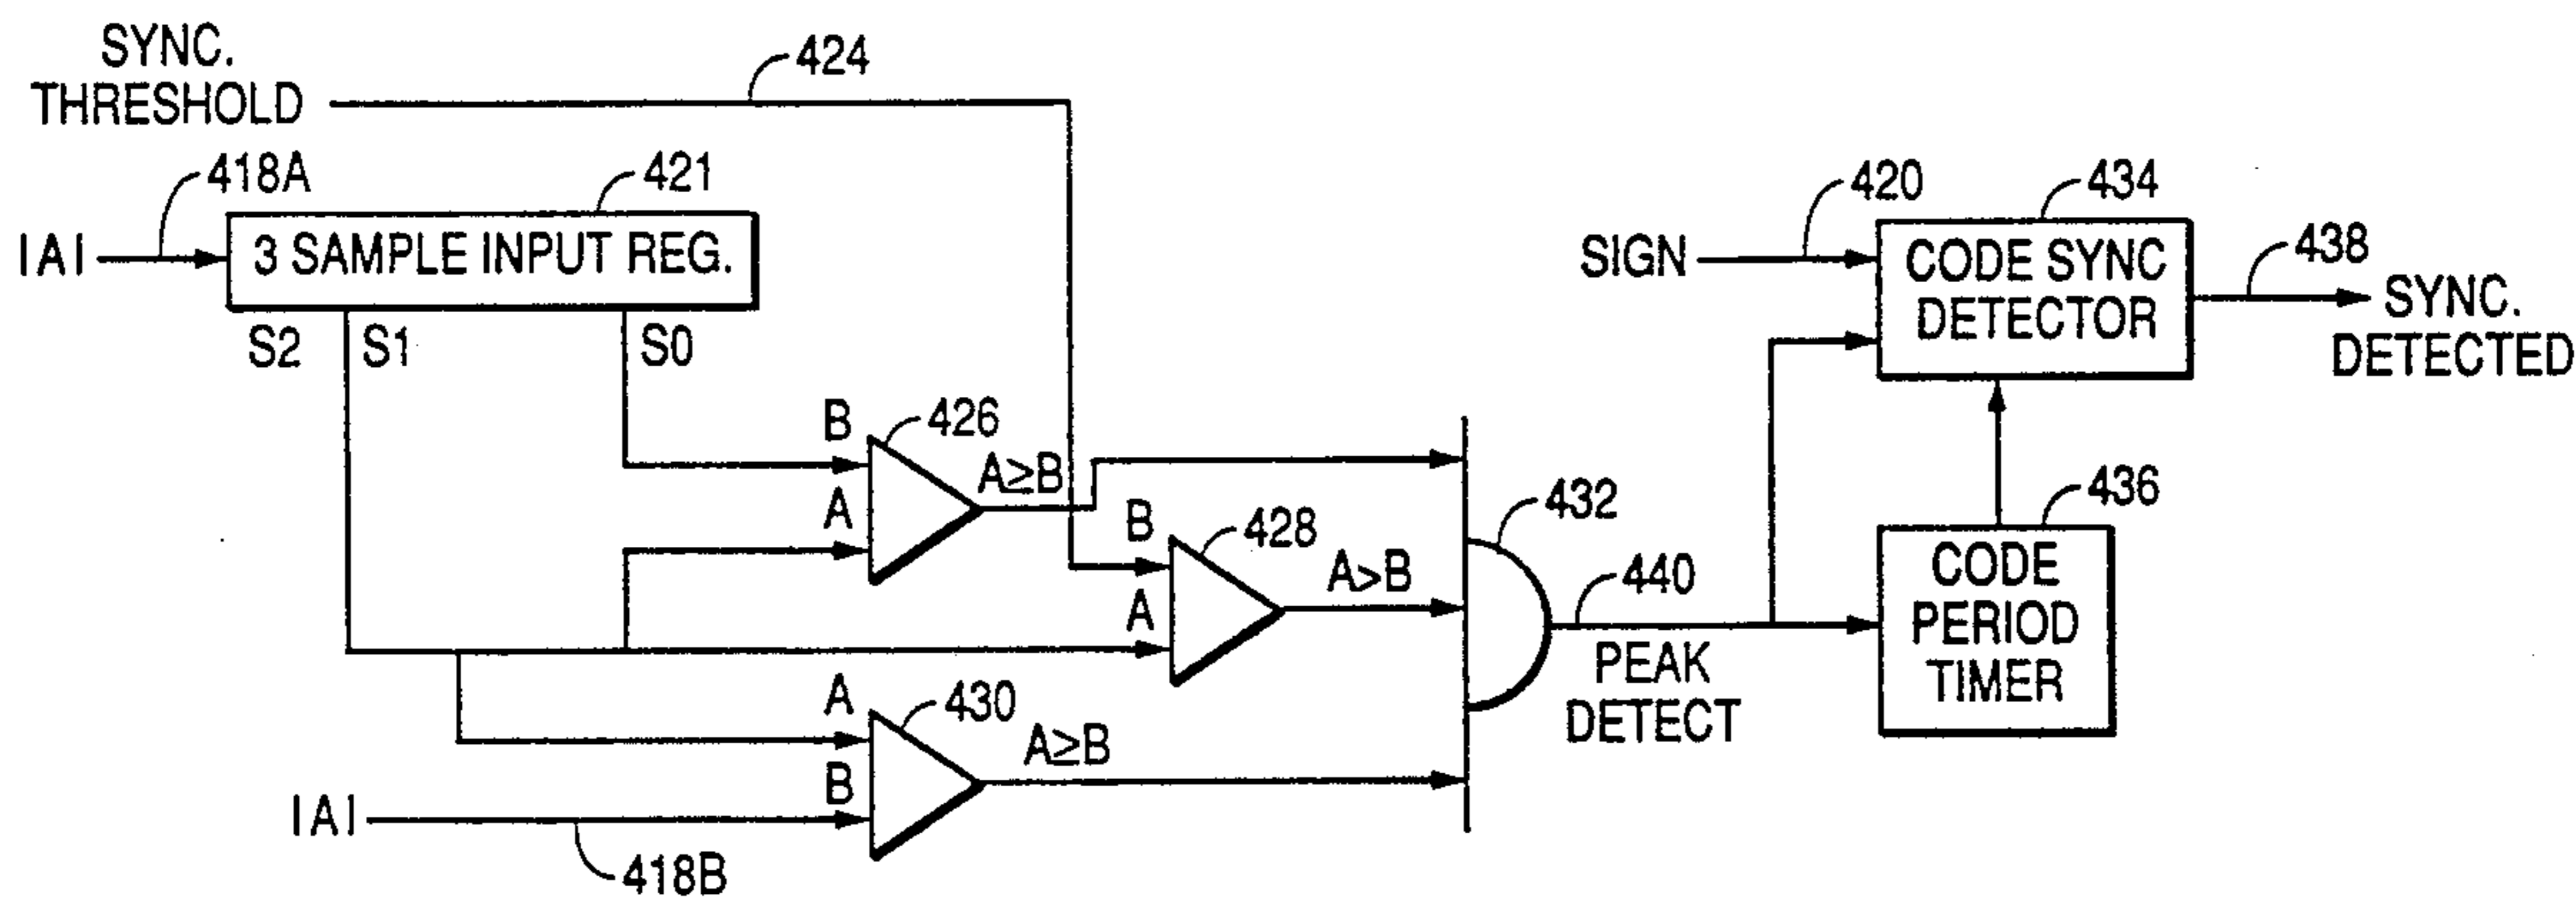 SYNC.
THRESHOLD
424
418A
421
|A|
3 SAMPLE INPUT REG.
S2
S1
S0
420
434
SIGN
CODE SYNC
DETECTOR
438
SYNC.
DETECTED
B
426
A
A≥B
B
428
A
A>B
432
440
PEAK
DETECT
436
CODE
PERIOD
TIMER
A
430
B
A≥B
|A|
418B